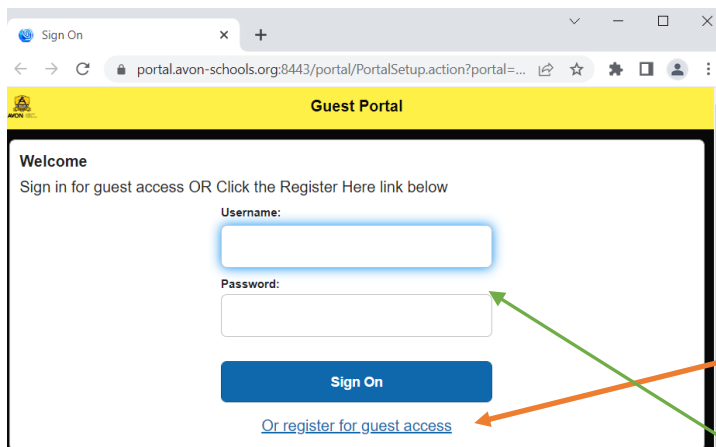 Sign On
portal.avon-schools.org:8443/portal/PortalSetup.action?portal=...
AVON
Guest Portal
Welcome
Sign in for guest access OR Click the Register Here link below
Username:
Password:
Sign On
Or register for guest access